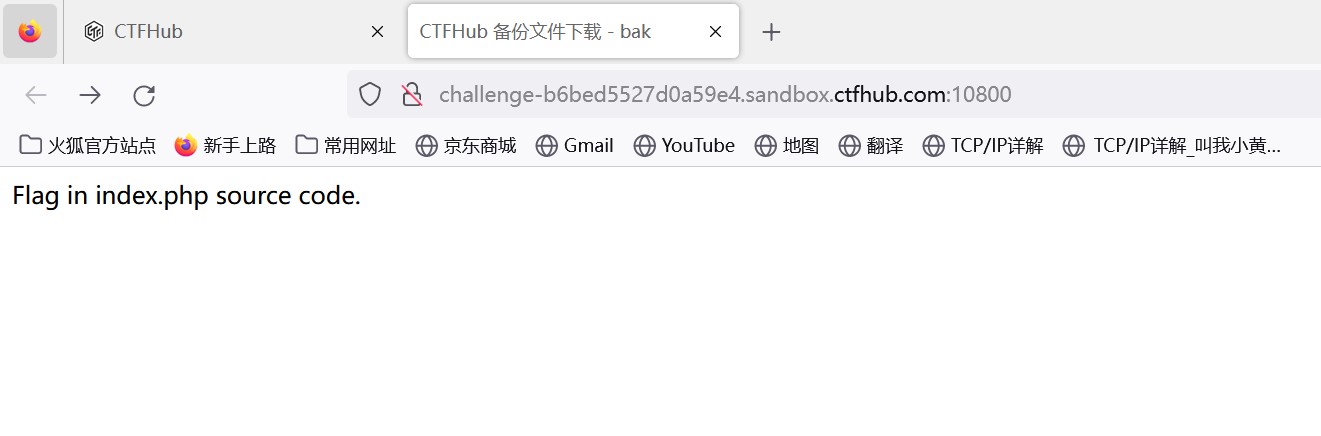 CTFHub
CTFHub 备份文件下载 - bak
challenge-b6bed5527d0a59e4.sandbox.ctfhub.com:10800
火狐官方站点 新手上路 常用网址 京东商城 Gmail YouTube 地图 翻译 TCP/IP详解 TCP/IP详解_叫我小黄...
Flag in index.php source code.